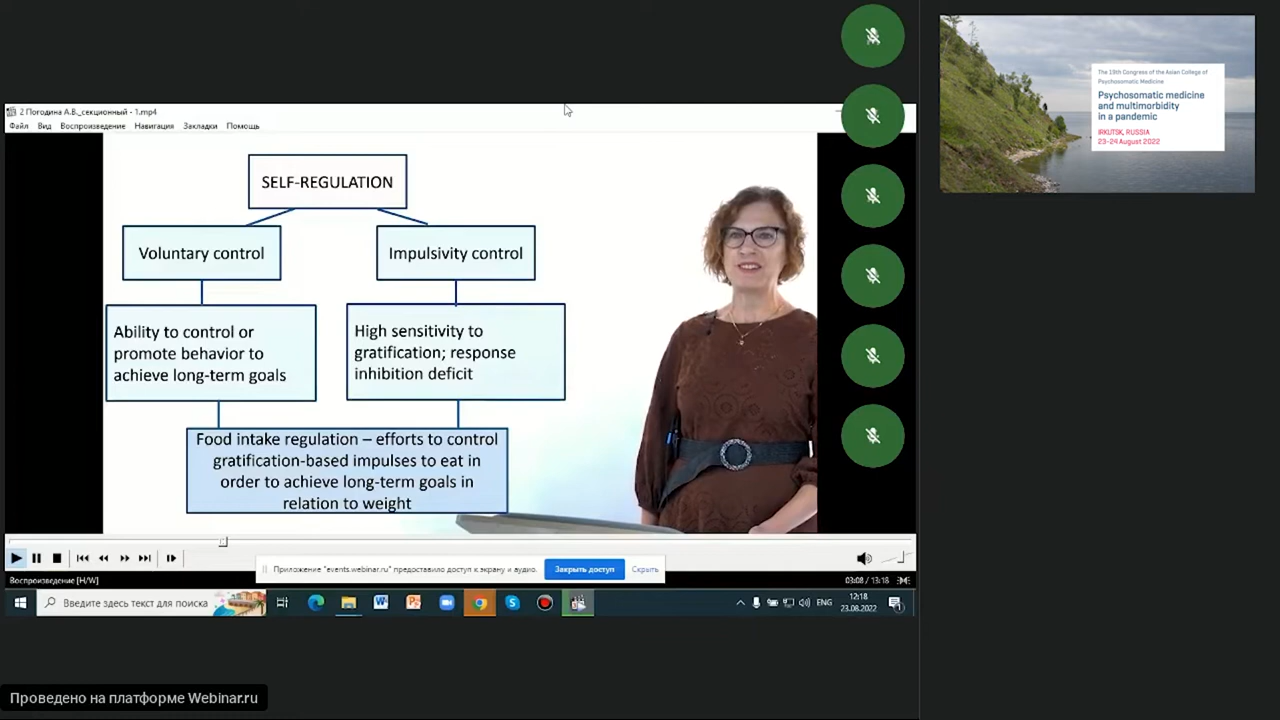 2 Погодина А.В._секционный - 1.mp4
Файл Вид Воспроизведение Навигация Закладки Помощь
SELF-REGULATION
Voluntary control
Impulsivity control
Ability to control or
promote behavior to
achieve long-term goals
High sensitivity to
gratification; response
inhibition deficit
Food intake regulation – efforts to control
gratification-based impulses to eat in
order to achieve long-term goals in
relation to weight
Приложение "events.webinar.ru" предоставило доступ к экрану и аудио.
Закрыть доступ
Скрыть
Воспроизведение [H/W]
03:08 / 13:18
Введите здесь текст для поиска
ENG
12:18
23.08.2022
Проведено на платформе Webinar.ru
The 19th Congress of the Asian College of
Psychosomatic Medicine
Psychosomatic medicine
and multimorbidity
in a pandemic
IRKUTSK, RUSSIA
23-24 August 2022